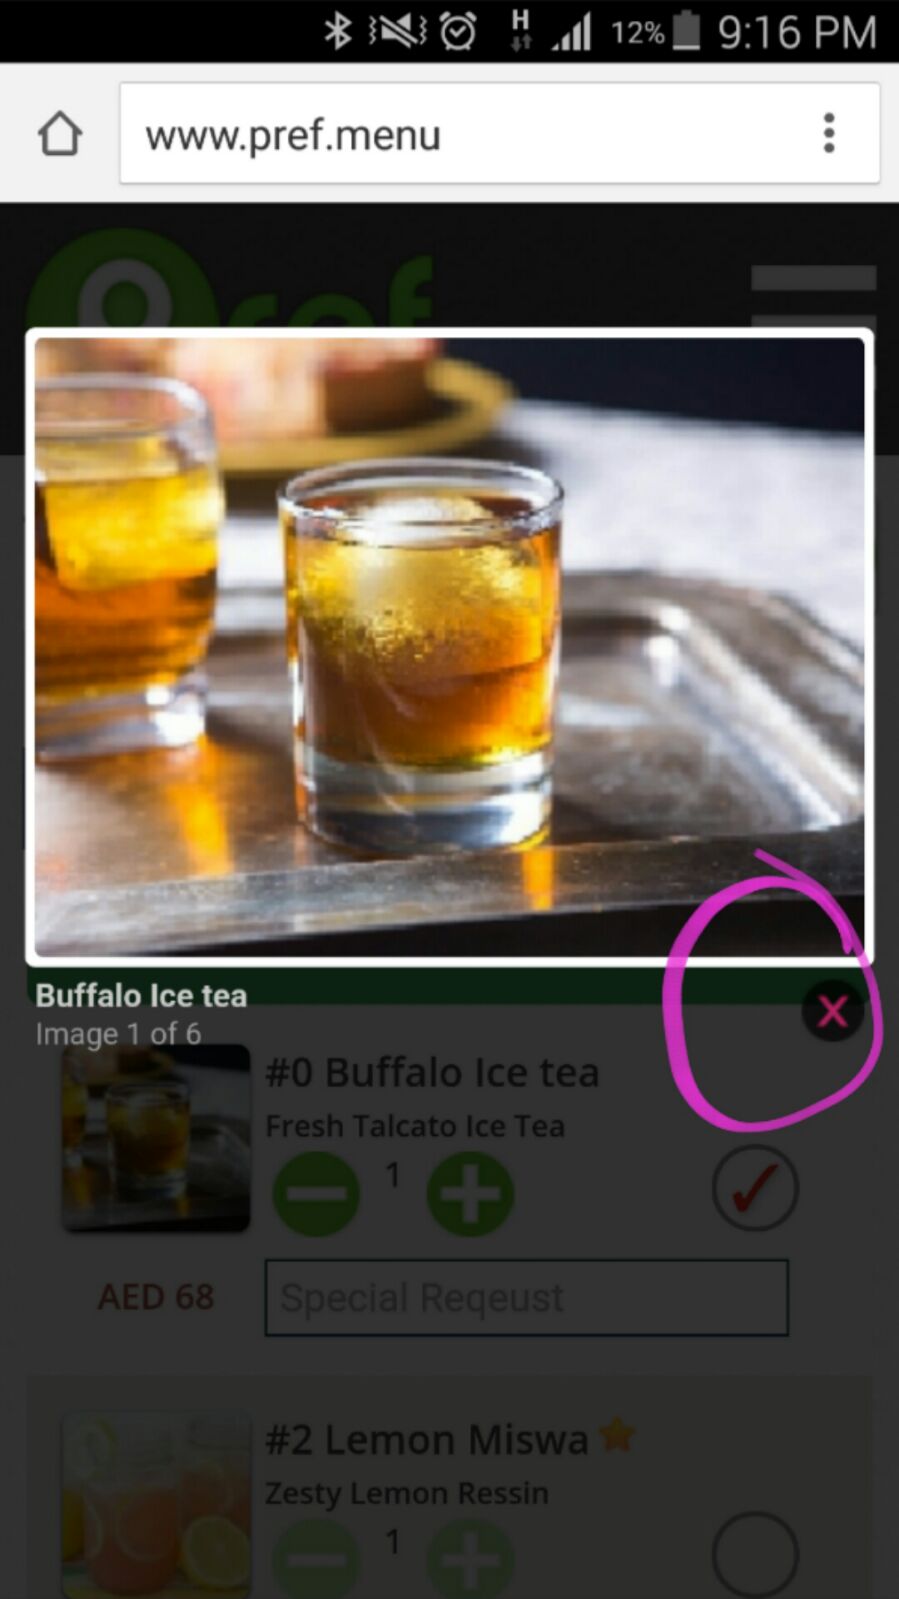 H
12%
9:16 PM
www.pref.menu
Buffalo Ice tea
Image 1 of 6
#0 Buffalo Ice tea
Fresh Talcato Ice Tea
1
AED 68
Special Reqeust
#2 Lemon Miswa
Zesty Lemon Ressin
1